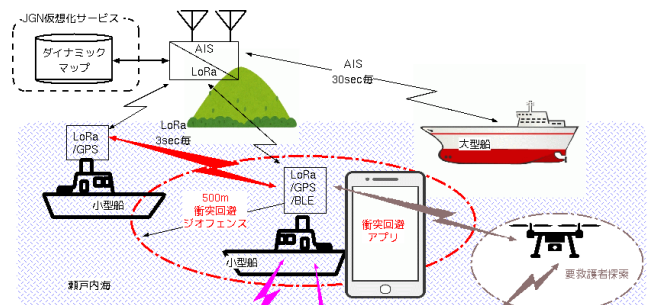 JGN仮想化サービス
ダイナミック
マップ
AIS
LoRa
AIS
30sec毎
LoRa
/GPS
LoRa
3sec毎
大型船
LoRa
/GPS
/BLE
小型船
500m
衝突回避
ジオフェンス
衝突回避
アプリ
小型船
瀬戸内海
要救護者探索